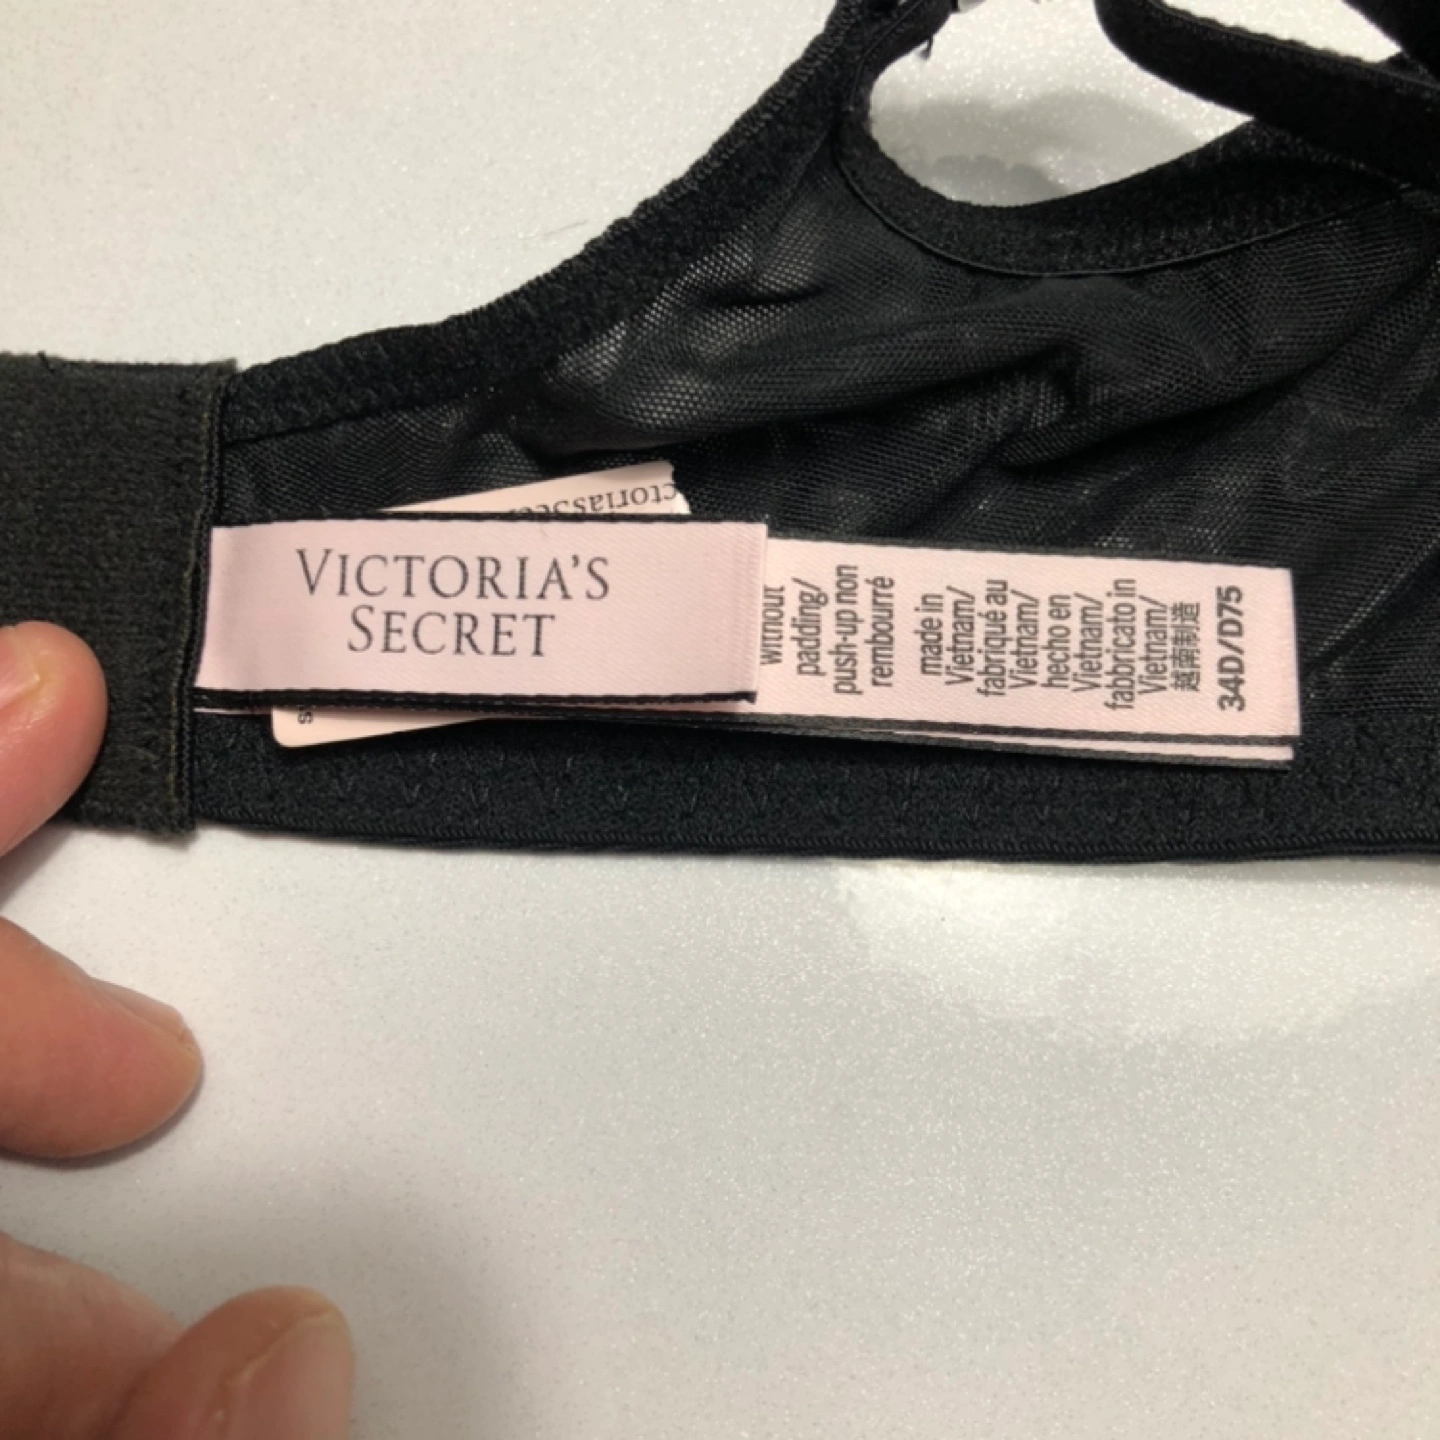 VICTORIA'S
SECRET
without
padding/
push-up non
rembourré
made in
Vietnam/
fabriqué au
Vietnam/
hecho en
Vietnam/
fabbricato in
Vietnam/
越南制造
34D/D75